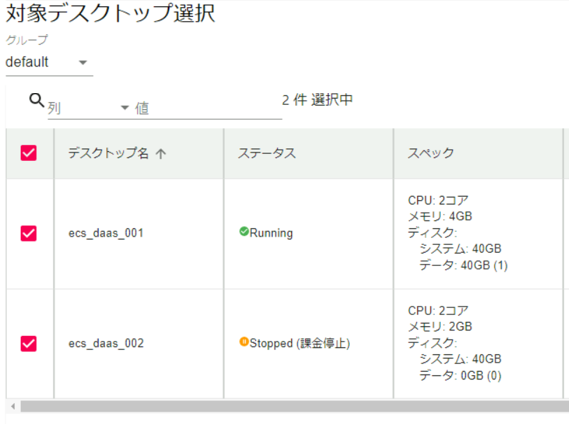 対象デスクトップ選択
グループ
default
列 値 2 件 選択中
デスクトップ名 ↑ ステータス スペック
ecs_daas_001 Running
CPU: 2コア
メモリ: 4GB
ディスク:
システム: 40GB
データ: 40GB (1)
ecs_daas_002 Stopped (課金停止)
CPU: 2コア
メモリ: 2GB
ディスク:
システム: 40GB
データ: 0GB (0)